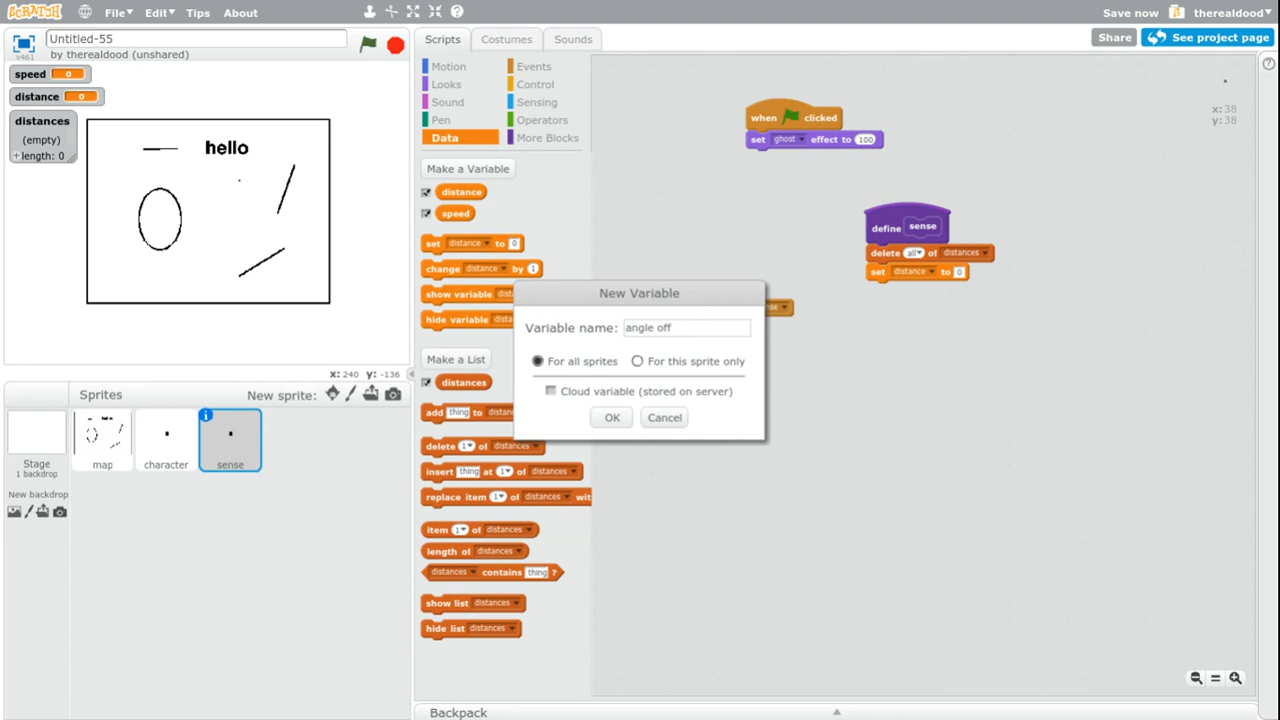 SCRATCH File▾ Edit▾ Tips About Save now therealdood▾
Untitled-55
by therealdood (unshared)
v461
Scripts Costumes Sounds
Share See project page
speed 0
distance 0
distances
(empty)
+ length: 0
hello
X: 240 Y: -136
Motion Events
Looks Control
Sound Sensing
Pen Operators
Data More Blocks
Make a Variable
distance
speed
set distance to 0
change distance by 1
show variable
hide variable
Make a List
distances
add thing to
delete 1 of distances
insert thing at 1 of distances
replace item 1 of distances wit
item 1 of distances
length of distances
distances contains thing ?
show list distances
hide list distances
when clicked
set ghost effect to 100
define sense
delete all of distances
set distance to 0
x: 38
y: 38
New Variable
Variable name: angle off
For all sprites For this sprite only
Cloud variable (stored on server)
OK Cancel
Sprites New sprite:
Stage
1 backdrop
New backdrop
map character sense
Backpack